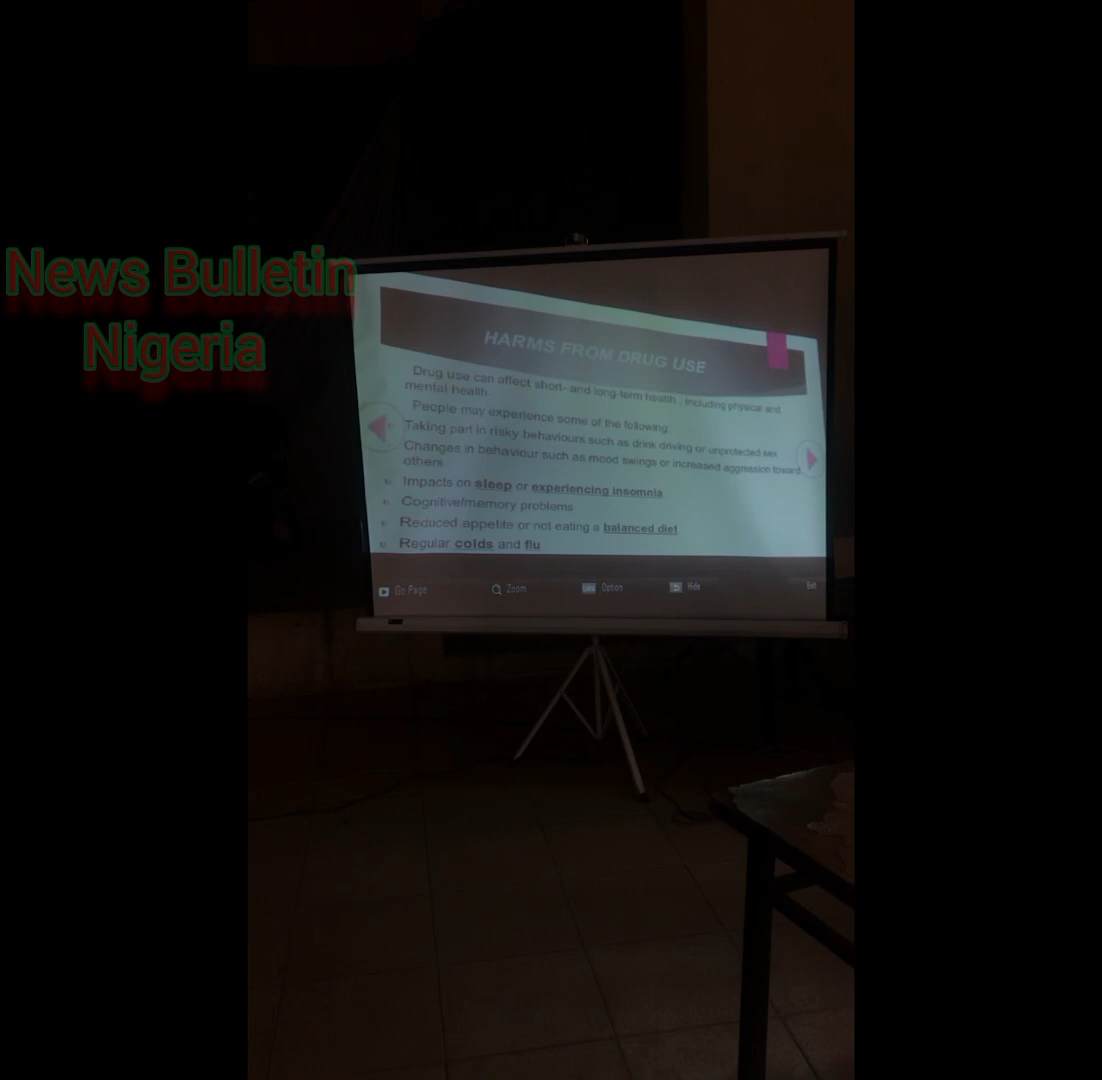 News Bulletin
Nigeria
HARMS FROM DRUG USE
Drug use can affect short- and long-term health , including physical and
mental health.
People may experience some of the following:
Taking part in risky behaviours such as drink driving or unprotected sex
Changes in behaviour such as mood swings or increased aggression toward
others
Impacts on sleep or experiencing insomnia
Cognitive/memory problems
Reduced appetite or not eating a balanced diet
Regular colds and flu
Go Page Zoom Option Hide Exit